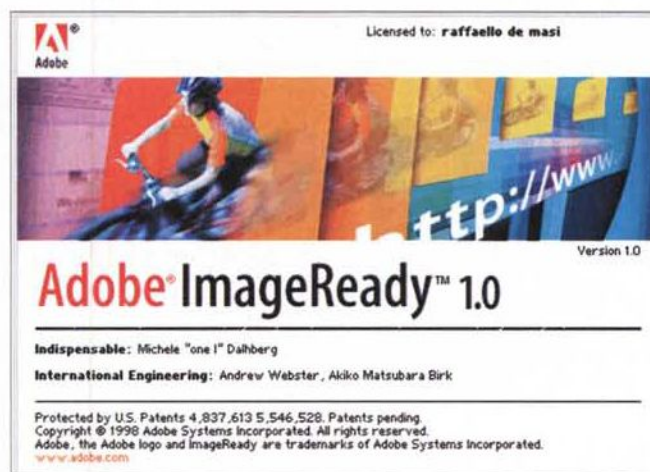 Adobe
Licensed to: raffaello de masi
http://www.
Version 1.0
Adobe® ImageReady™ 1.0
Indispensable: Michele "one l" Dalhberg
International Engineering: Andrew Webster, Akiko Matsubara Birk
Protected by U.S. Patents 4,837,613 5,546,528. Patents pending.
Copyright © 1998 Adobe Systems Incorporated. All rights reserved.
Adobe, the Adobe logo and ImageReady are trademarks of Adobe Systems Incorporated.
www.adobe.com